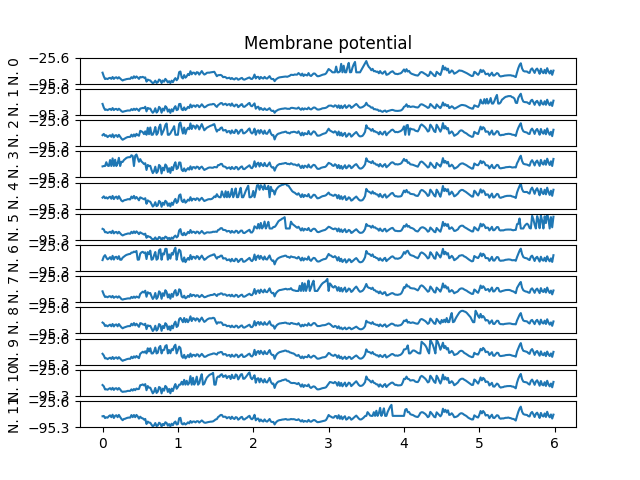 Membrane potential
−25.6
−95.3
N. 0
−25.6
−95.3
N. 1
−25.6
−95.3
N. 2
−25.6
−95.3
N. 3
−25.6
−95.3
N. 4
−25.6
−95.3
N. 5
−25.6
−95.3
N. 6
−25.6
−95.3
N. 7
−25.6
−95.3
N. 8
−25.6
−95.3
N. 9
−25.6
−95.3
N. 10
−25.6
−95.3
N. 11
0 1 2 3 4 5 6